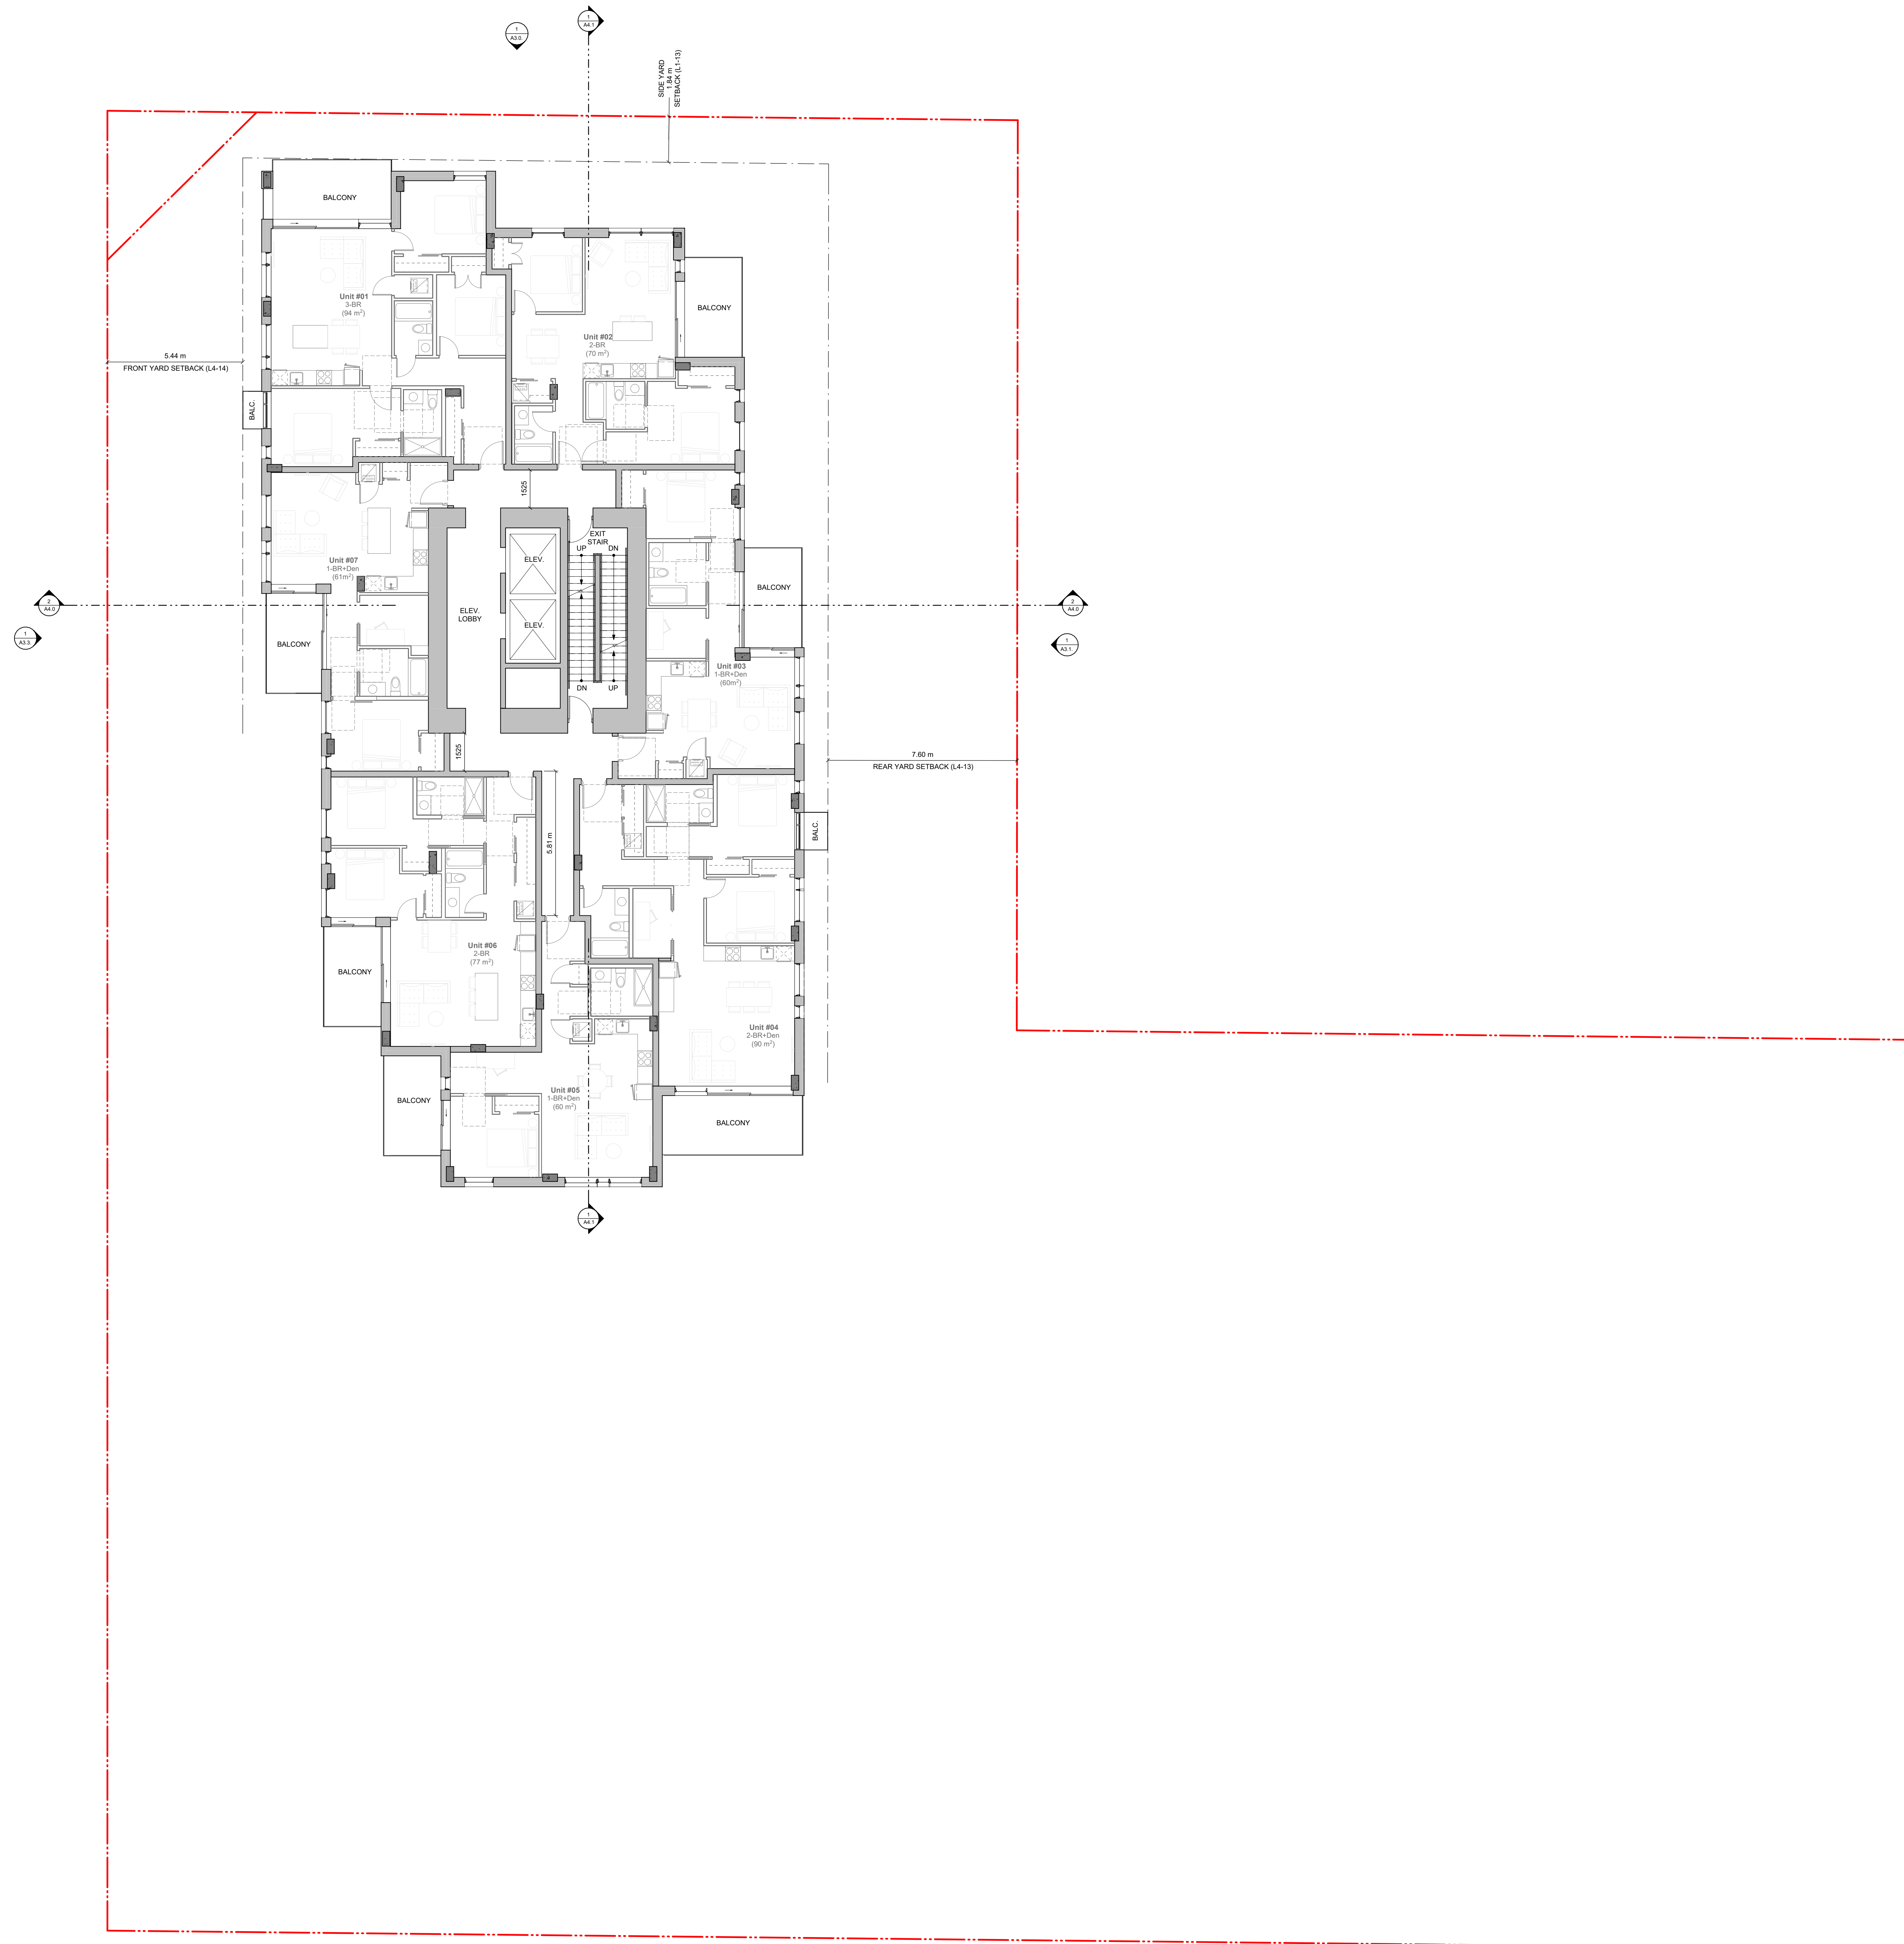 1
A4.1
1
A3.0.
SIDE YARD
1.84 m
SETBACK (L1-13)
BALCONY
Unit #01
3-BR
(94 m²)
BALCONY
Unit #02
2-BR
(70 m²)
5.44 m
FRONT YARD SETBACK (L4-14)
BALC.
1525
EXIT
STAIR
UP
DN
ELEV.
Unit #07
1-BR+Den
(61m²)
BALCONY
2
A4.0
ELEV.
LOBBY
ELEV.
2
A4.0
1
A3.3
BALCONY
1
A3.1.
Unit #03
1-BR+Den
(60m²)
DN
UP
1525
7.60 m
REAR YARD SETBACK (L4-13)
5.81 m
BALC.
Unit #06
2-BR
(77 m²)
BALCONY
Unit #04
2-BR+Den
(90 m²)
Unit #05
1-BR+Den
(60 m²)
BALCONY
BALCONY
1
A4.1